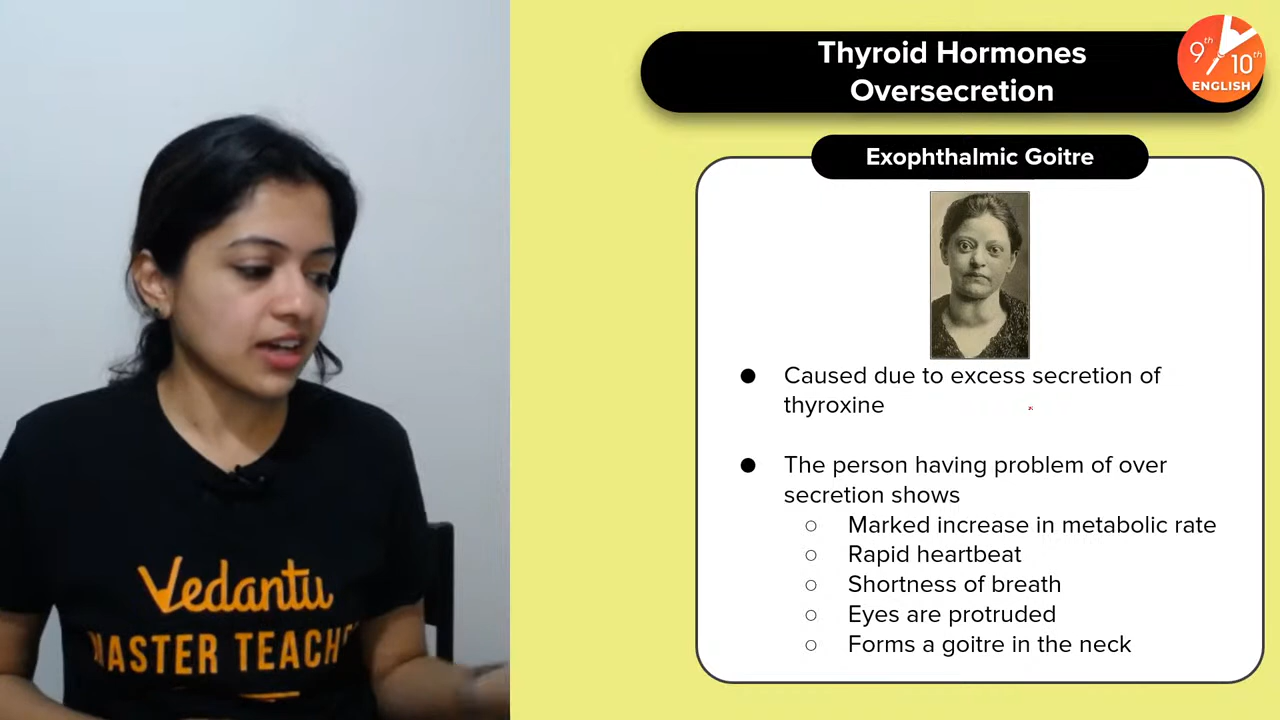 Thyroid Hormones
Oversecretion
9th
10th
ENGLISH
Exophthalmic Goitre
● Caused due to excess secretion of
thyroxine
● The person having problem of over
secretion shows
○ Marked increase in metabolic rate
○ Rapid heartbeat
○ Shortness of breath
○ Eyes are protruded
○ Forms a goitre in the neck
Vedantu
MASTER TEACHE